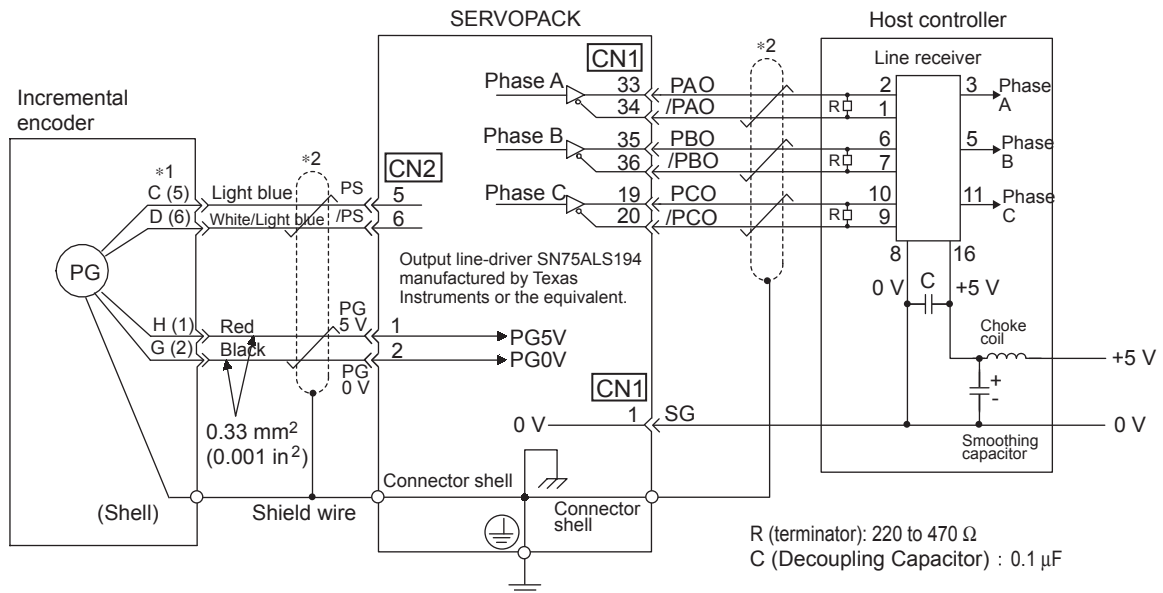 SERVOPACK
Host controller
Incremental
encoder
*1
C (5)
Light blue
*2
PS
CN2
5
D (6)
White/Light blue
/PS
6
PG
H (1)
Red
PG
5 V
1
PG5V
G (2)
Black
PG
0 V
2
PG0V
0.33 mm²
(0.001 in²)
(Shell)
Shield wire
Connector shell
Connector
shell
CN1
Phase A
33
PAO
34
/PAO
Phase B
35
PBO
36
/PBO
Phase C
19
PCO
20
/PCO
Output line-driver SN75ALS194
manufactured by Texas
Instruments or the equivalent.
CN1
0 V
1
SG
*2
Line receiver
R
2
1
3
Phase
A
R
6
7
5
Phase
B
R
10
9
11
Phase
C
8
16
0 V
C
+5 V
Choke
coil
+5 V
+
-
Smoothing
capacitor
0 V
R (terminator): 220 to 470 Ω
C (Decoupling Capacitor) : 0.1 μF